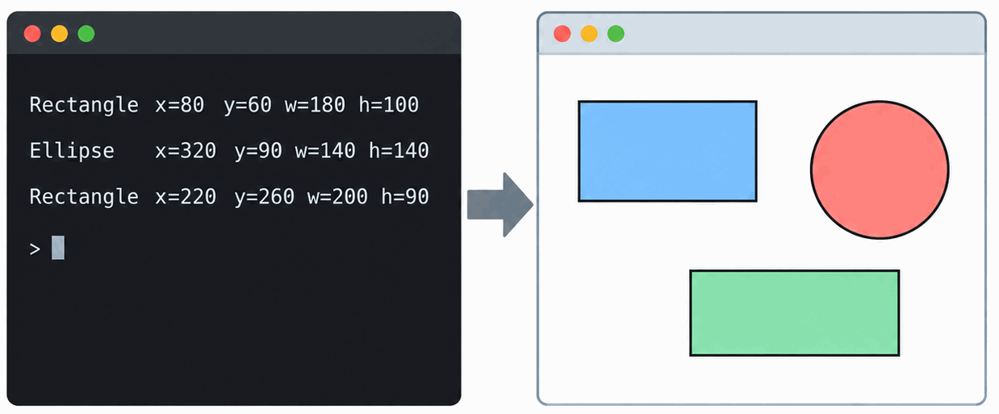 Rectangle x=80 y=60 w=180 h=100
Ellipse x=320 y=90 w=140 h=140
Rectangle x=220 y=260 w=200 h=90
>